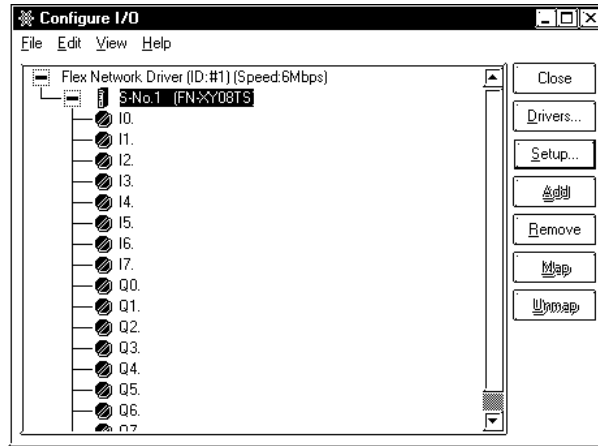 Configure I/O
File Edit View Help
Flex Network Driver (ID:#1) (Speed:6Mbps)
S-No.1 (FN-XY08TS)
I0.
I1.
I2.
I3.
I4.
I5.
I6.
I7.
Q0.
Q1.
Q2.
Q3.
Q4.
Q5.
Q6.
Q7.
Close
Drivers...
Setup...
Add
Remove
Map
Unmap